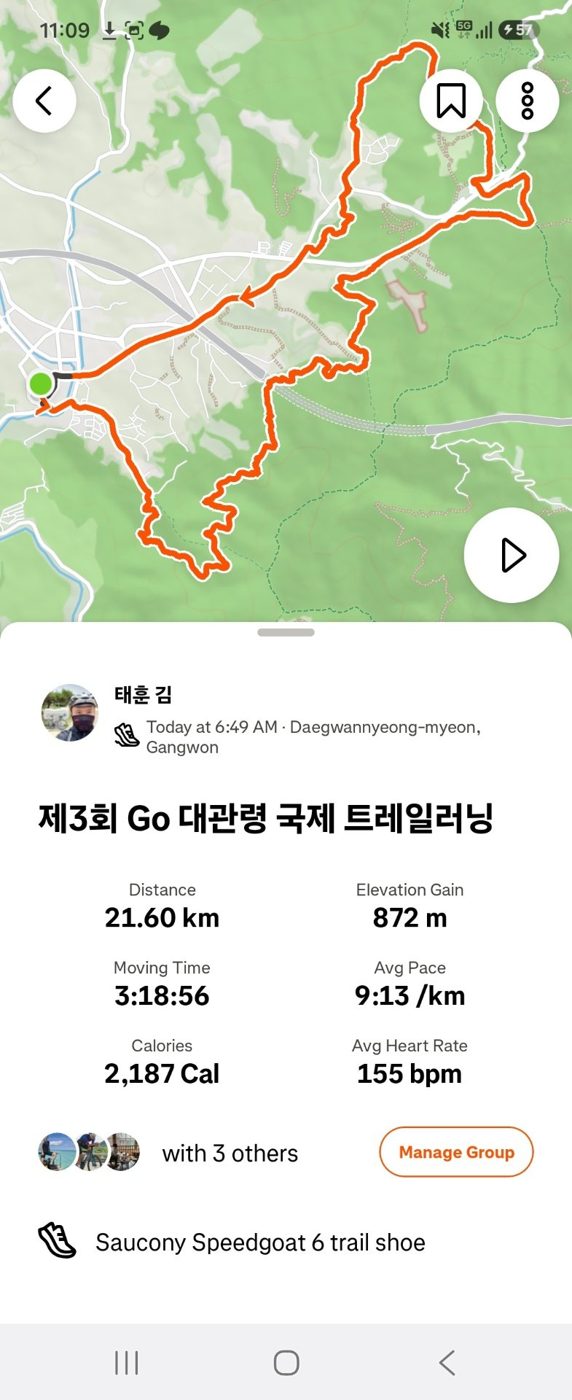 11:09
5G
57
태훈 김
Today at 6:49 AM · Daegwannyeong-myeon,
Gangwon
제3회 Go 대관령 국제 트레일러닝
Distance
21.60 km
Elevation Gain
872 m
Moving Time
3:18:56
Avg Pace
9:13 /km
Calories
2,187 Cal
Avg Heart Rate
155 bpm
with 3 others
Manage Group
Saucony Speedgoat 6 trail shoe